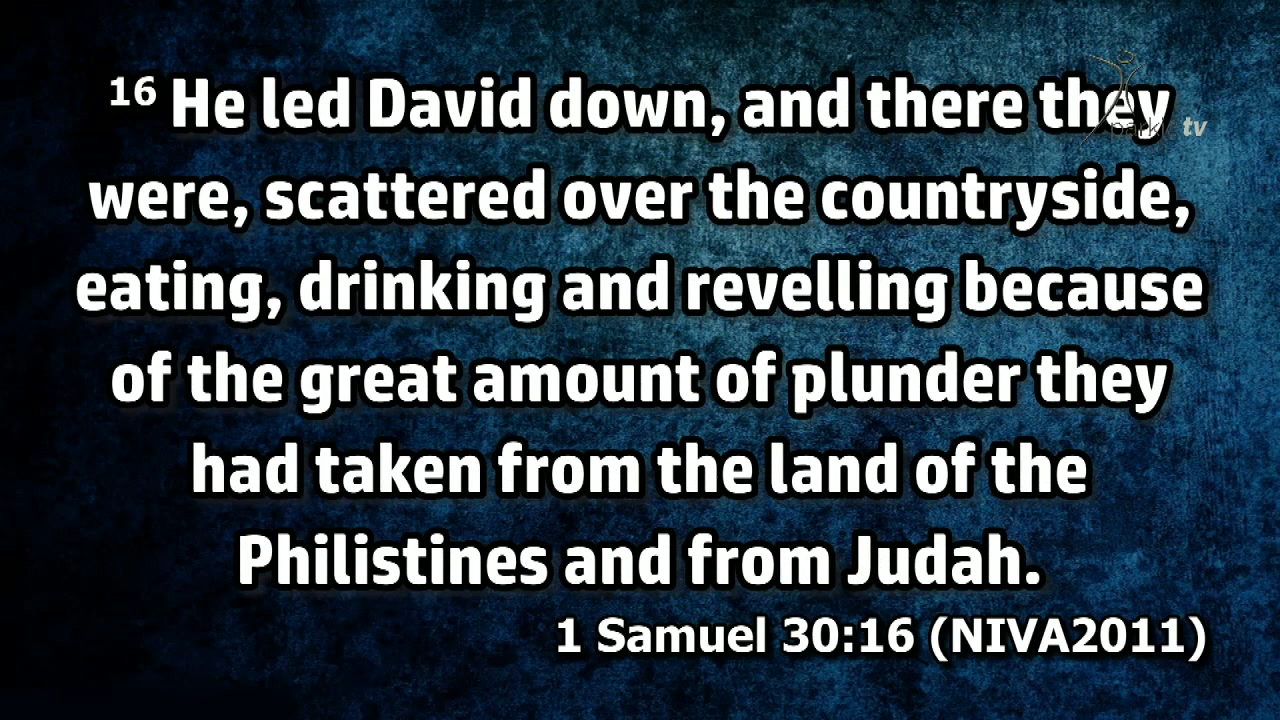 16 He led David down, and there they
were, scattered over the countryside,
eating, drinking and revelling because
of the great amount of plunder they
had taken from the land of the
Philistines and from Judah.
1 Samuel 30:16 (NIVA2011)
parkle tv